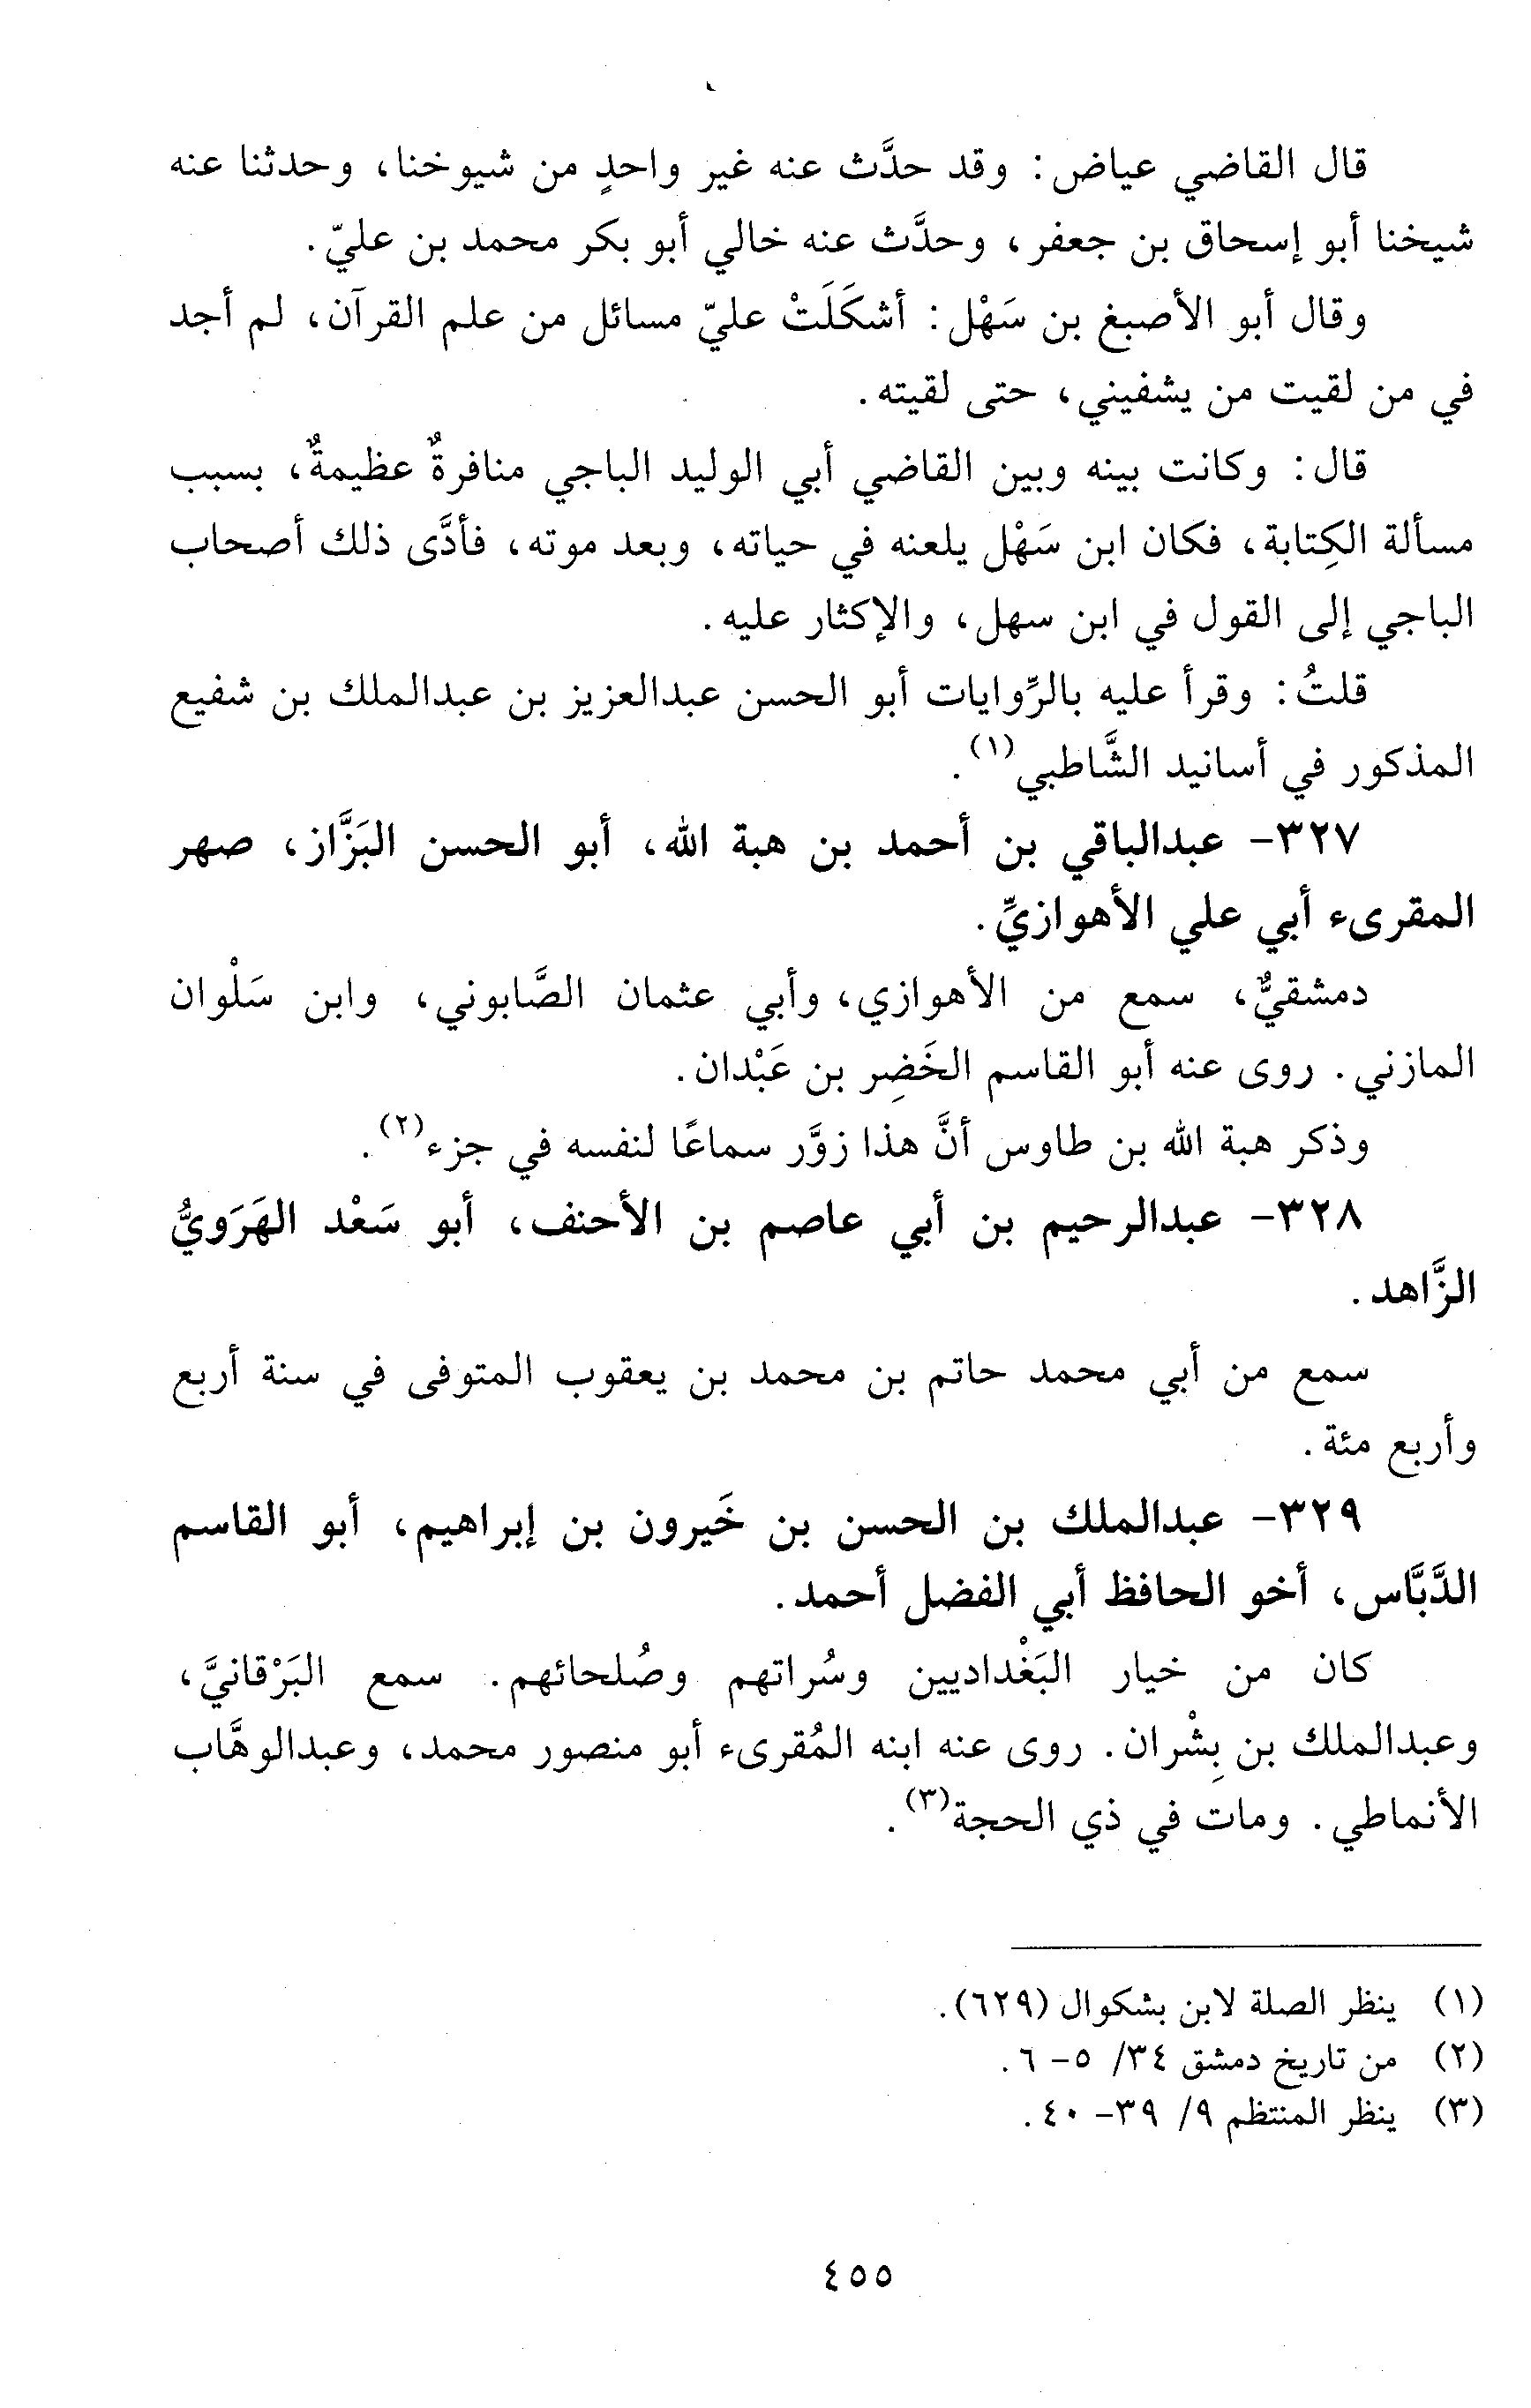 قال القاضي عياض: وقد حدَّث عنه غير واحدٍ من شيوخنا، وحدثنا عنه
شيخنا أبو إسحاق بن جعفر، وحدَّث عنه خالي أبو بكر محمد بن عليّ.
وقال أبو الأصبغ بن سَهْل: أشكَلَتْ عليّ مسائل من علم القرآن، لم أجد
في من لقيت من يشفيني، حتى لقيته.
قال: وكانت بينه وبين القاضي أبي الوليد الباجي منافرةٌ عظيمةٌ، بسبب
مسألة الكِتابة، فكان ابن سَهْل يلعنه في حياته، وبعد موته، فأدَّى ذلك أصحاب
الباجي إلى القول في ابن سهل، والإكثار عليه.
قلتُ: وقرأ عليه بالرِّوايات أبو الحسن عبدالعزيز بن عبدالملك بن شفيع
المذكور في أسانيد الشَّاطبي(١).
٣٢٧- عبدالباقي بن أحمد بن هبة الله، أبو الحسن البَزَّاز، صهر
المقرىء أبي علي الأهوازيِّ.
دمشقيٌّ، سمع من الأهوازي، وأبي عثمان الصَّابوني، وابن سَلْوان
المازني. روى عنه أبو القاسم الخَضِر بن عَبْدان.
وذكر هبة الله بن طاوس أنَّ هذا زوَّر سماعًا لنفسه في جزء(٢).
٣٢٨- عبدالرحيم بن أبي عاصم بن الأحنف، أبو سَعْد الهَرَويُّ
الزَّاهد.
سمع من أبي محمد حاتم بن محمد بن يعقوب المتوفى في سنة أربع
وأربع مئة.
٣٢٩- عبدالملك بن الحسن بن خَيرون بن إبراهيم، أبو القاسم
الدَّبَّاس، أخو الحافظ أبي الفضل أحمد.
كان من خيار البَغْداديين وسُراتهم وصُلحائهم. سمع البَرْقانيَّ،
وعبدالملك بن بِشْران. روى عنه ابنه المُقرىء أبو منصور محمد، وعبدالوهَّاب
الأنماطي. ومات في ذي الحجة(٣).
(١) ينظر الصلة لابن بشكوال (٦٢٩).
(٢) من تاريخ دمشق ٣٤/ ٥- ٦.
(٣) ينظر المنتظم ٩/ ٣٩- ٤٠.
٤٥٥